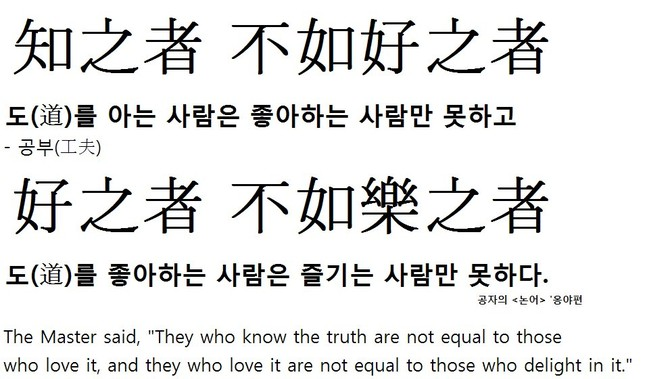 知之者 不如好之者
도(道)를 아는 사람은 좋아하는 사람만 못하고
- 공부(工夫)
好之者 不如樂之者
도(道)를 좋아하는 사람은 즐기는 사람만 못하다.
공자의 <논어> '옹야편
The Master said, "They who know the truth are not equal to those
who love it, and they who love it are not equal to those who delight in it."